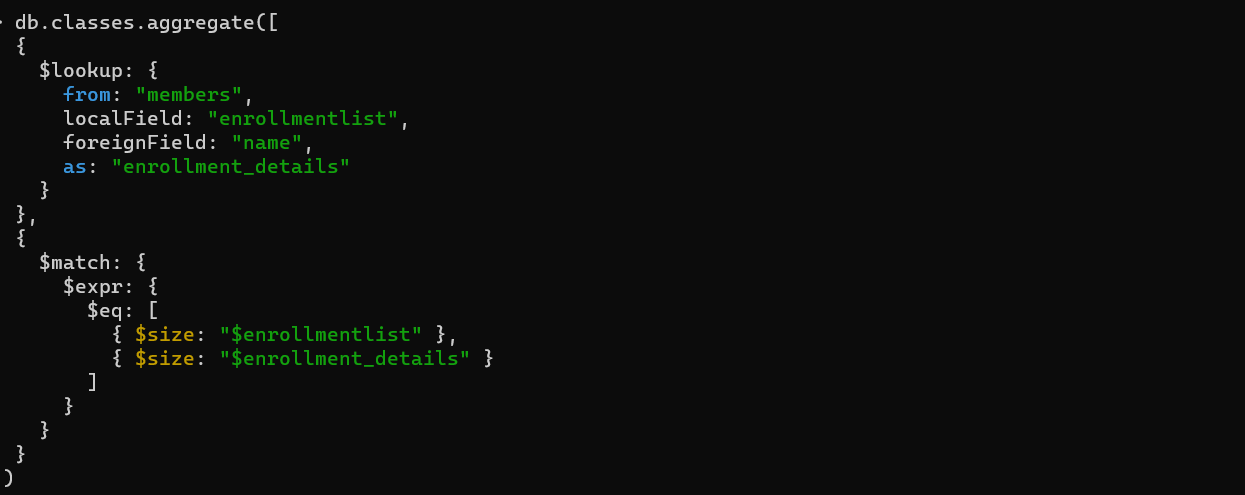 db.classes.aggregate([
{
$lookup: {
from: "members",
localField: "enrollmentlist",
foreignField: "name",
as: "enrollment_details"
}
},
{
$match: {
$expr: {
$eq: [
{ $size: "$enrollmentlist" },
{ $size: "$enrollment_details" }
]
}
}
}
)